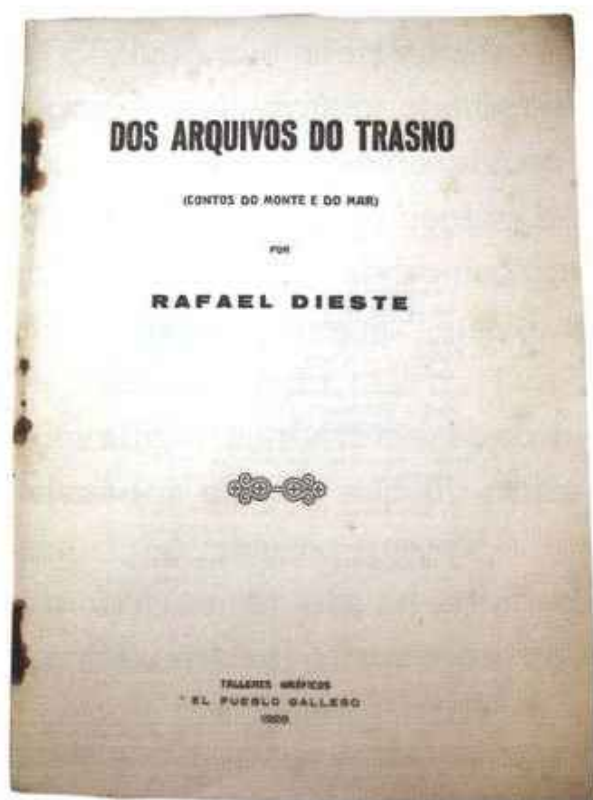 DOS ARQUIVOS DO TRASNO
(CONTOS DO MONTE E DO MAR)
POR
RAFAEL DIESTE
TALLERES GRÁFICOS
EL PUEBLO GALLEGO